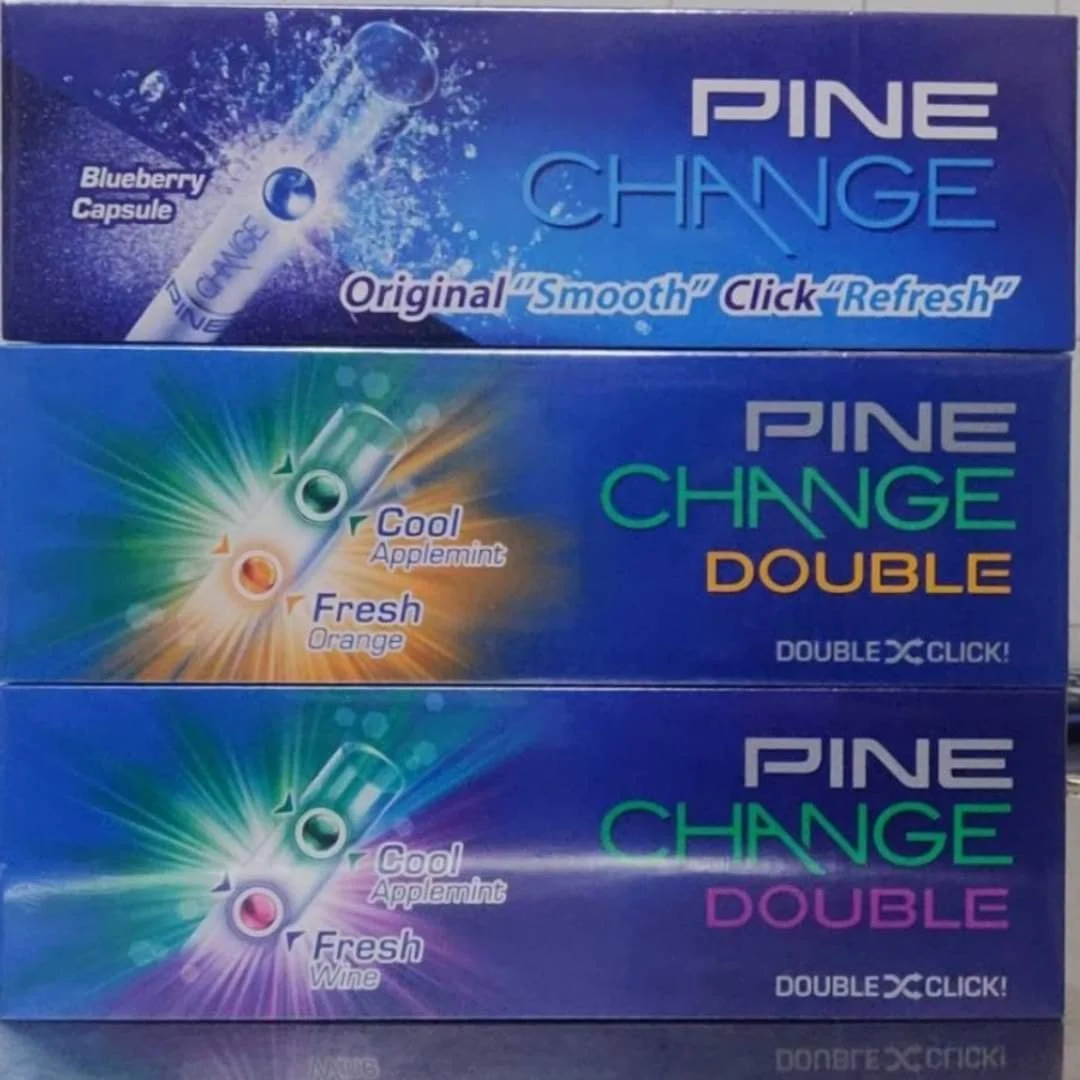 PINE
CHANGE
Blueberry
Capsule
CHANGE
PINE
Original "Smooth" Click "Refresh"
PINE
CHANGE
DOUBLE
Cool
Applemint
Fresh
Orange
DOUBLE CLICK!
PINE
CHANGE
DOUBLE
Cool
Applemint
Fresh
Wine
DOUBLE CLICK!